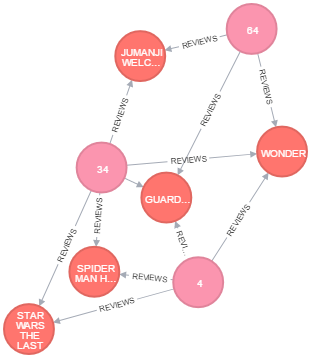 64
JUMANJI
WELC...
REVIEWS
REVIEWS
REVIEWS
REVIEWS
WONDER
REVIEWS
34
GUARD...
REVIEWS
REVIEWS
REVI...
SPIDER
MAN H...
REVIEWS
REVIEWS
4
REVIEWS
STAR
WARS
THE
LAST